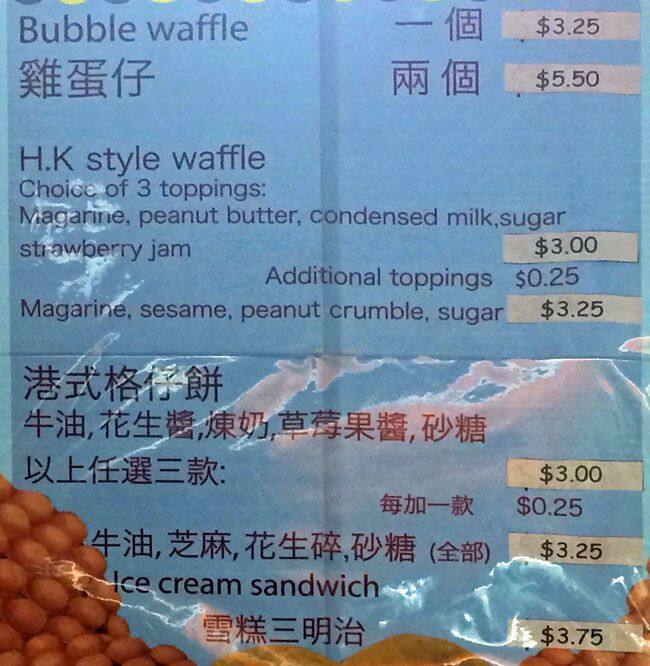 Bubble waffle 一個 $3.25
雞蛋仔 兩個 $5.50
H.K style waffle
Choice of 3 toppings:
Magarine, peanut butter, condensed milk,sugar
strawberry jam $3.00
Additional toppings $0.25
Magarine, sesame, peanut crumble, sugar $3.25
港式格仔餅
牛油,花生醬,煉奶,草莓果醬,砂糖
以上任選三款: $3.00
每加一款 $0.25
牛油,芝麻,花生碎,砂糖 (全部) $3.25
Ice cream sandwich
雪糕三明治 $3.75